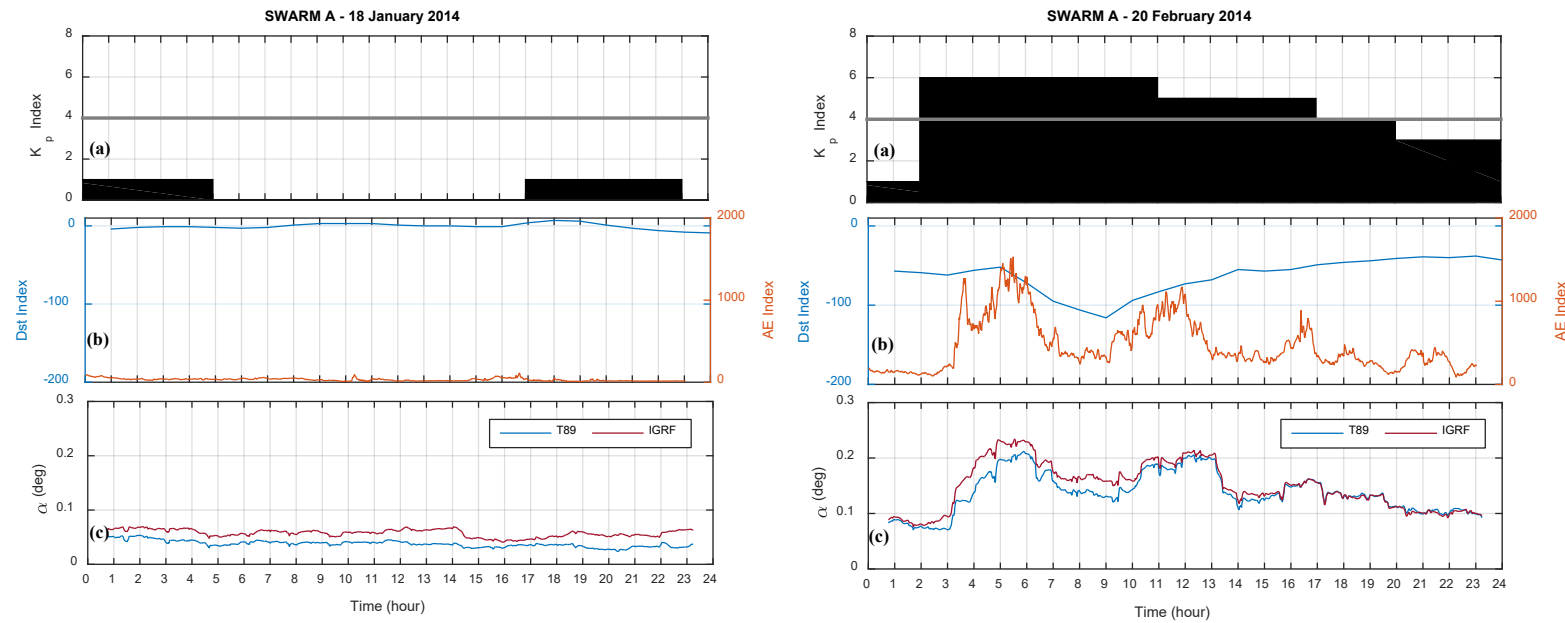 SWARM A - 18 January 2014
8
6
4
2
0
K p Index
(a)
0
-100
-200
Dst Index
2000
1000
0
AE Index
(b)
0.3
0.2
0.1
0
α (deg)
T89 IGRF
(c)
0 1 2 3 4 5 6 7 8 9 10 11 12 13 14 15 16 17 18 19 20 21 22 23 24
Time (hour)
SWARM A - 20 February 2014
8
6
4
2
0
K p Index
(a)
0
-100
-200
Dst Index
2000
1000
0
AE Index
(b)
0.3
0.2
0.1
0
α (deg)
T89 IGRF
(c)
0 1 2 3 4 5 6 7 8 9 10 11 12 13 14 15 16 17 18 19 20 21 22 23 24
Time (hour)